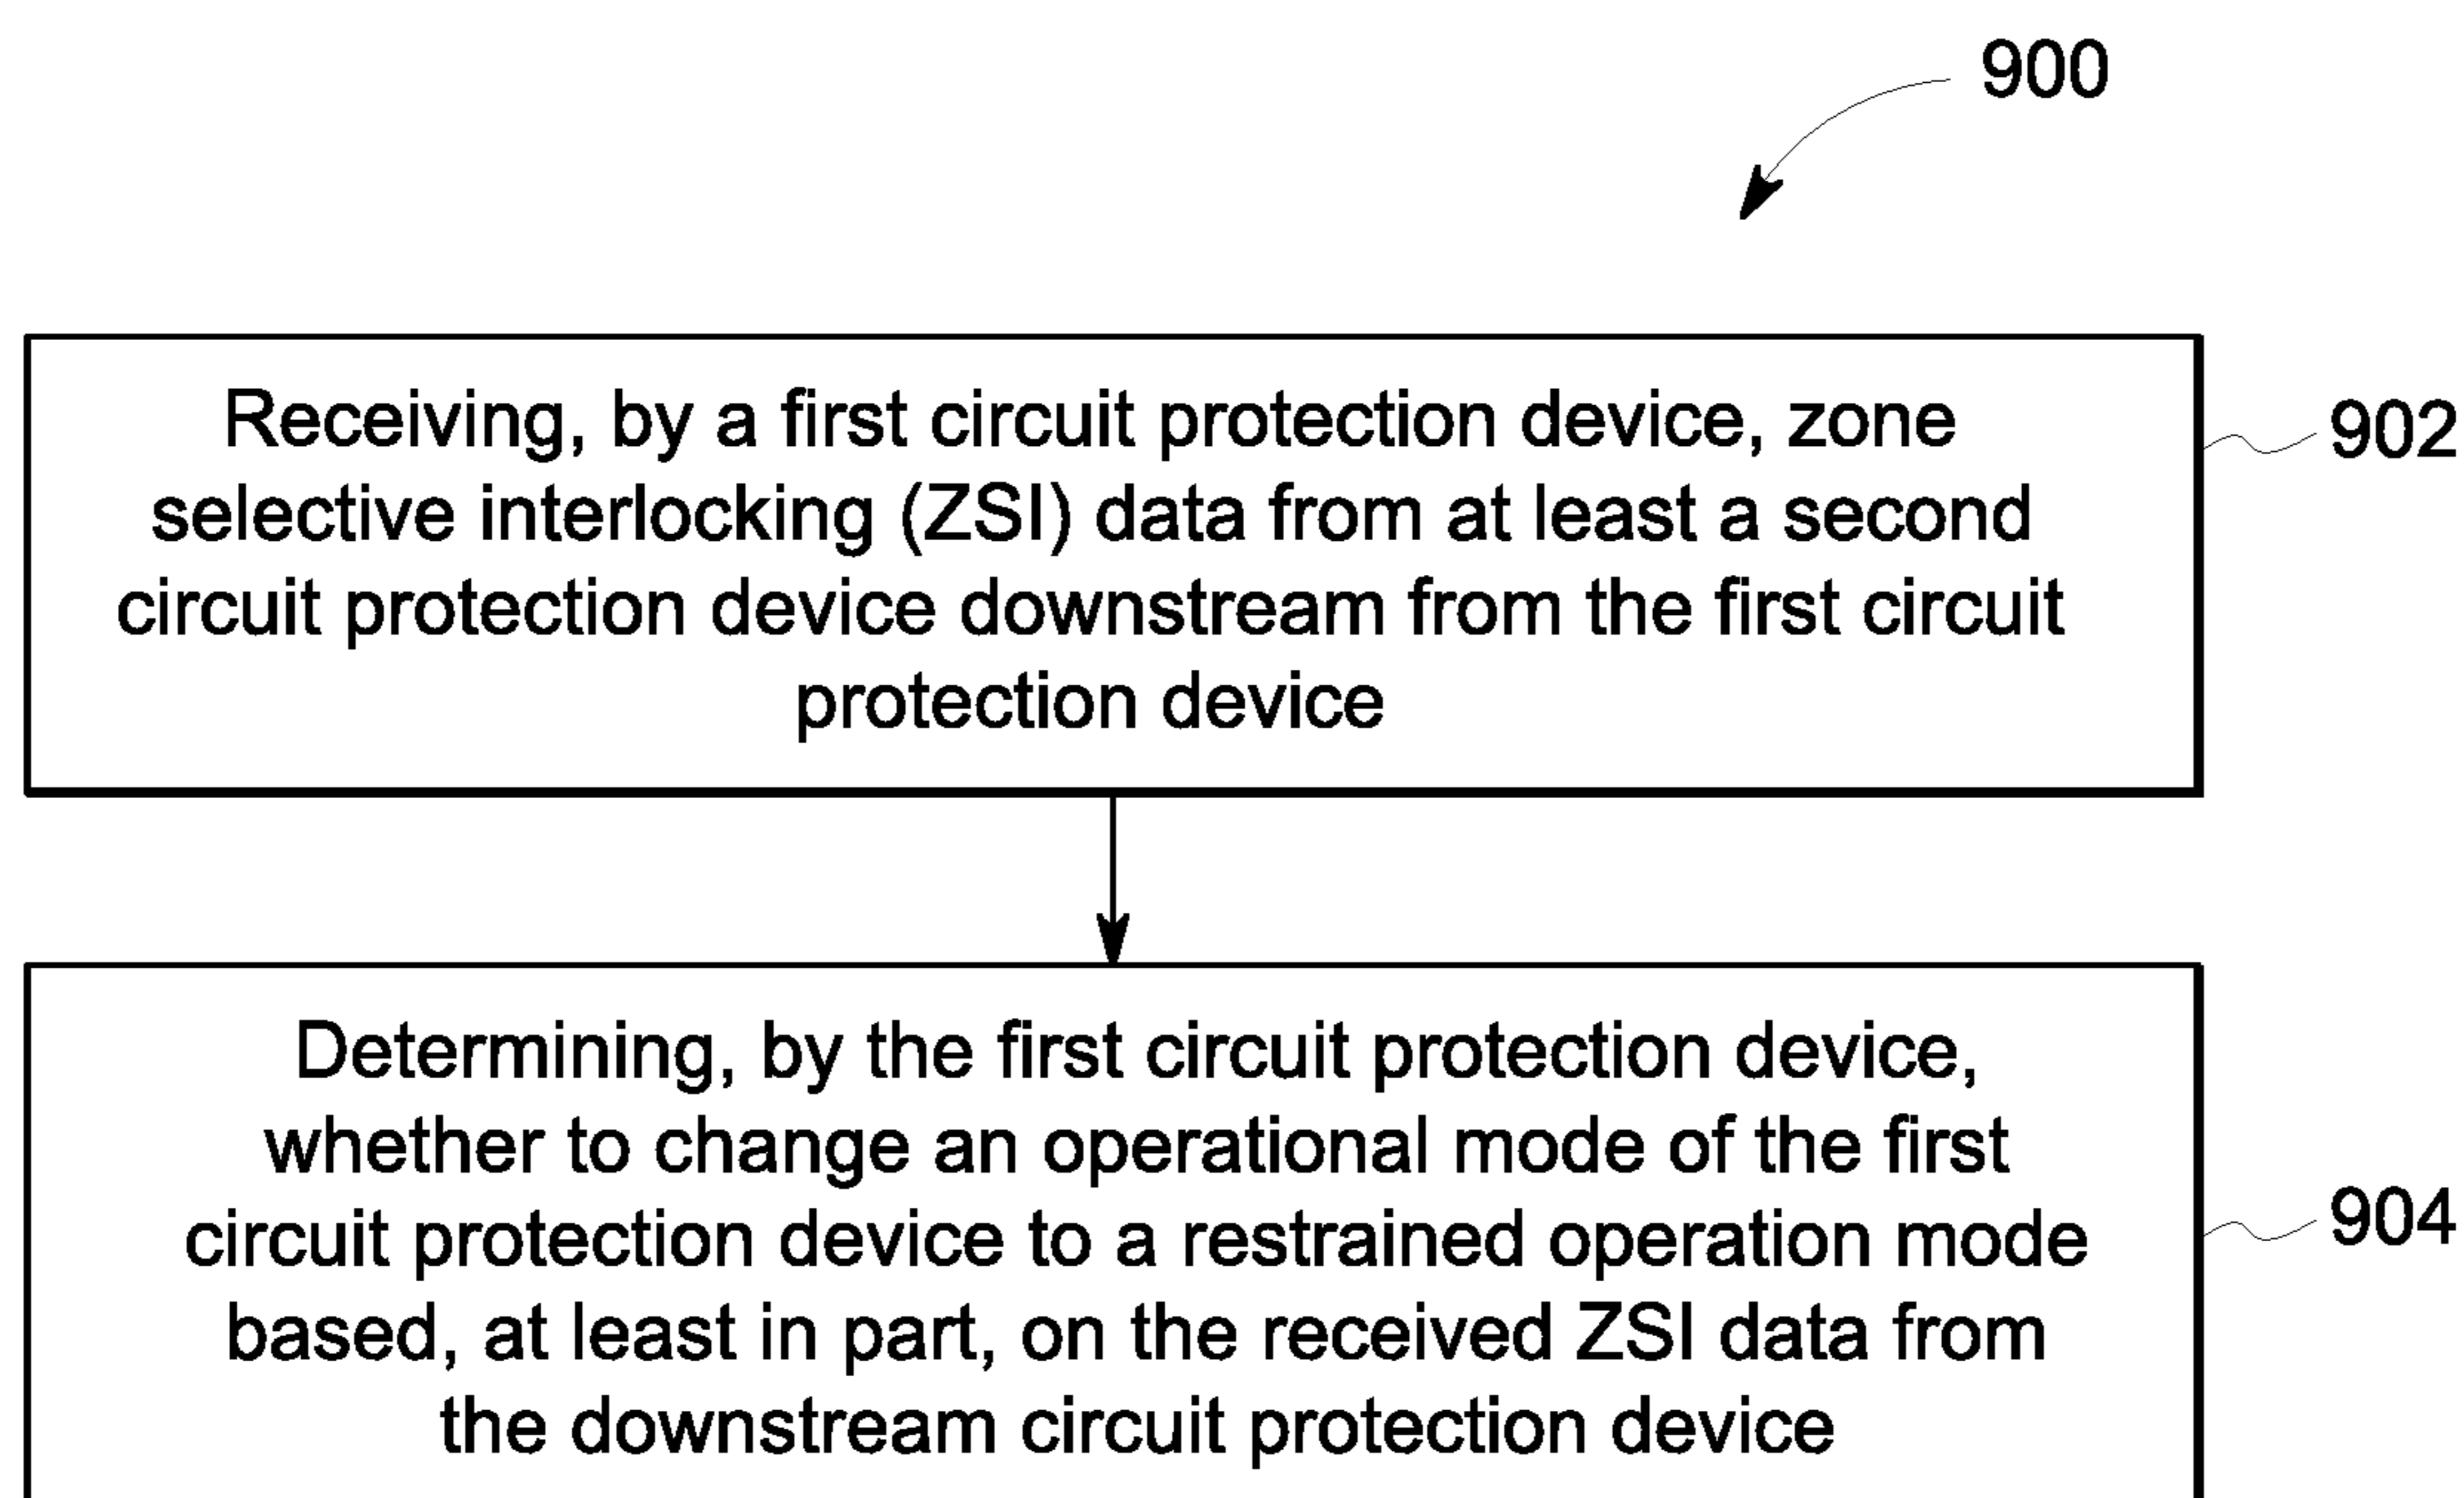 900
Receiving, by a first circuit protection device, zone
selective interlocking (ZSI) data from at least a second
circuit protection device downstream from the first circuit
protection device
902
Determining, by the first circuit protection device,
whether to change an operational mode of the first
circuit protection device to a restrained operation mode
based, at least in part, on the received ZSI data from
the downstream circuit protection device
904